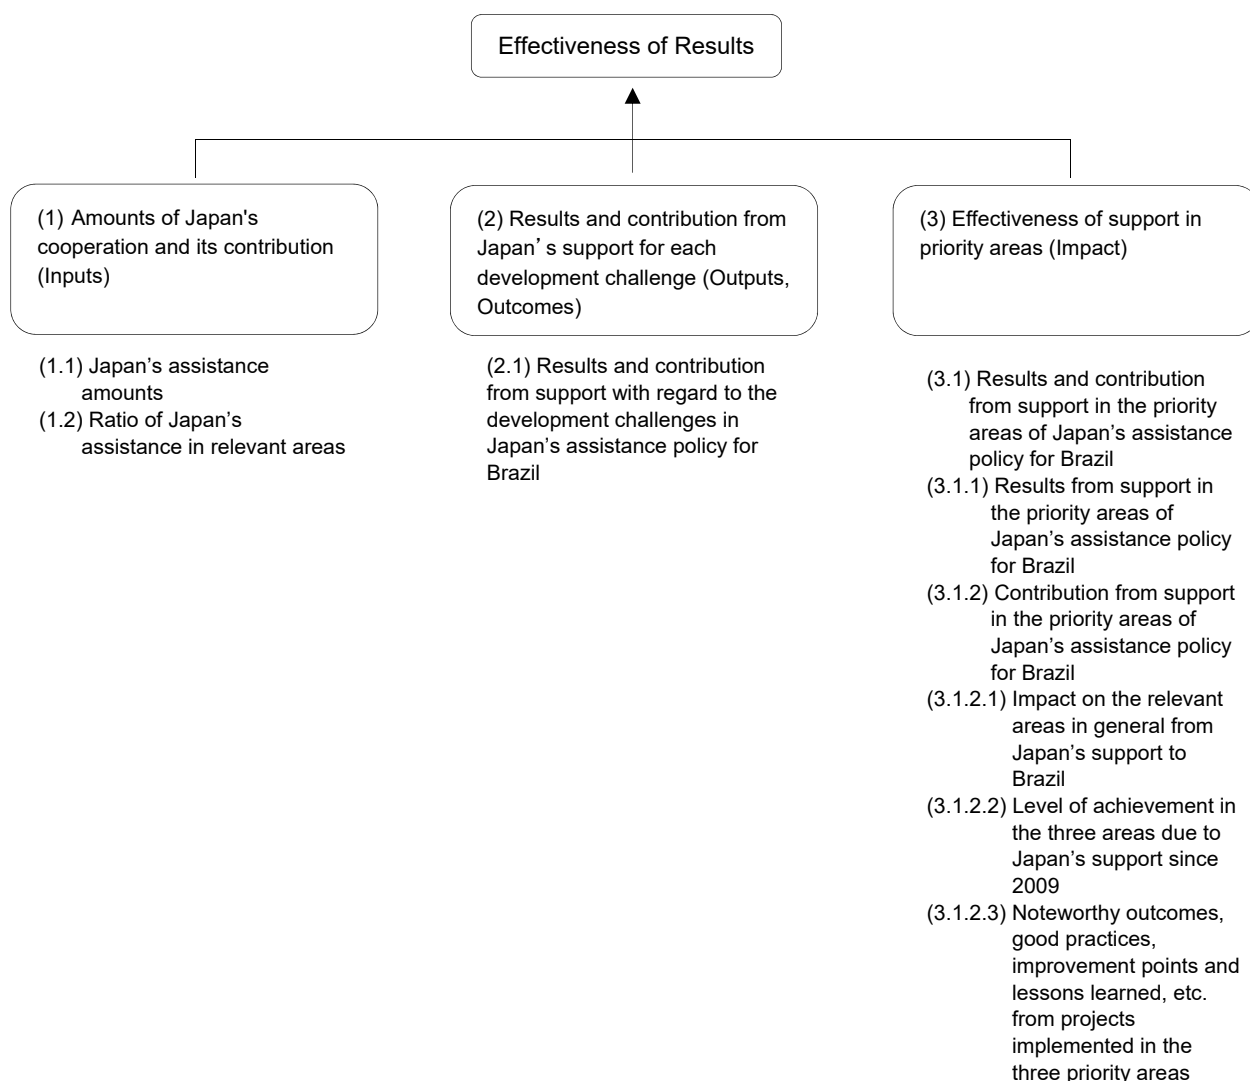 Effectiveness of Results
(1) Amounts of Japan's
cooperation and its contribution
(Inputs)
(2) Results and contribution from
Japan’s support for each
development challenge (Outputs,
Outcomes)
(3) Effectiveness of support in
priority areas (Impact)
(1.1) Japan’s assistance
amounts
(1.2) Ratio of Japan’s
assistance in relevant areas
(2.1) Results and contribution
from support with regard to the
development challenges in
Japan’s assistance policy for
Brazil
(3.1) Results and contribution
from support in the priority
areas of Japan’s assistance
policy for Brazil
(3.1.1) Results from support in
the priority areas of
Japan’s assistance policy
for Brazil
(3.1.2) Contribution from support
in the priority areas of
Japan’s assistance policy
for Brazil
(3.1.2.1) Impact on the relevant
areas in general from
Japan’s support to
Brazil
(3.1.2.2) Level of achievement in
the three areas due to
Japan’s support since
2009
(3.1.2.3) Noteworthy outcomes,
good practices,
improvement points and
lessons learned, etc.
from projects
implemented in the
three priority areas